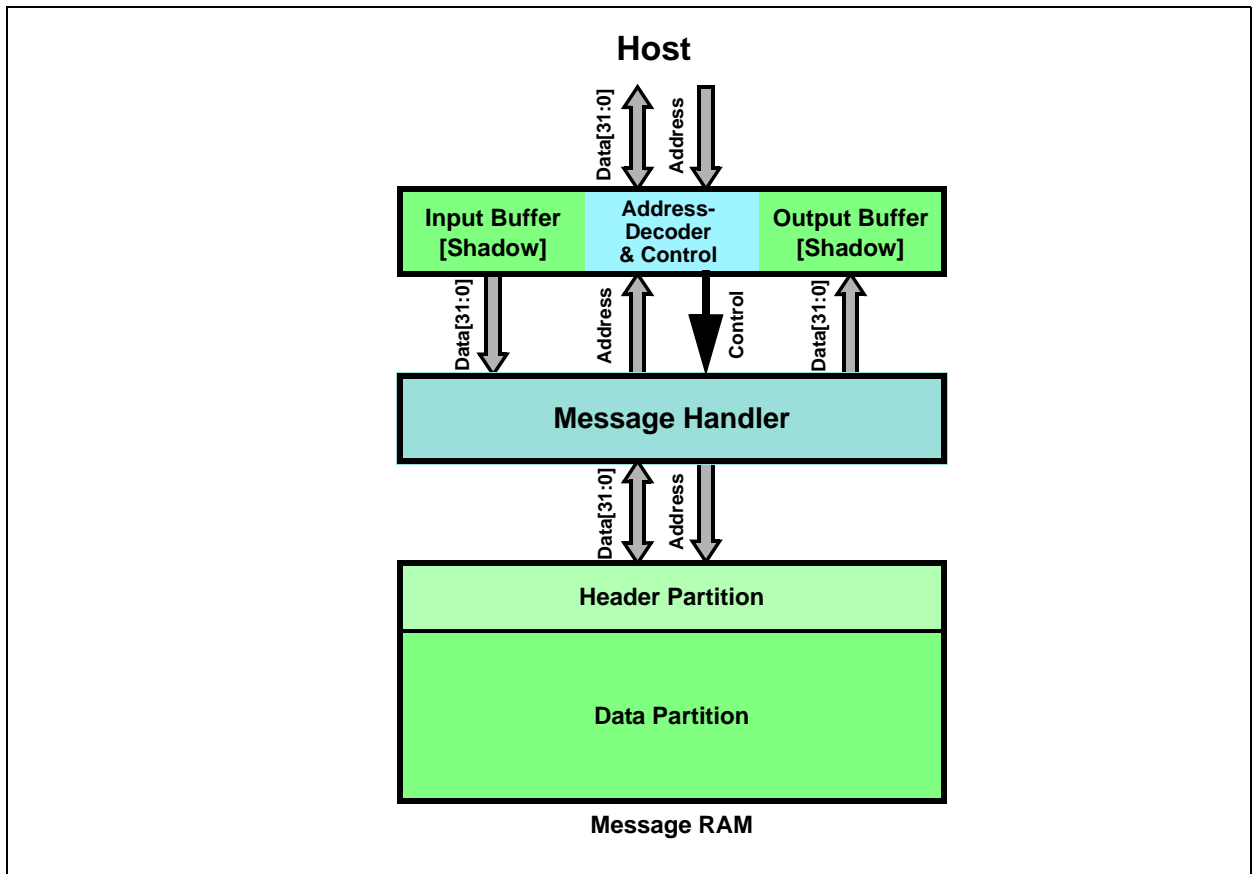 Host
Data[31:0]
Address
Input Buffer
[Shadow]
Address-
Decoder
& Control
Output Buffer
[Shadow]
Data[31:0]
Address
Control
Data[31:0]
Message Handler
Data[31:0]
Address
Header Partition
Data Partition
Message RAM